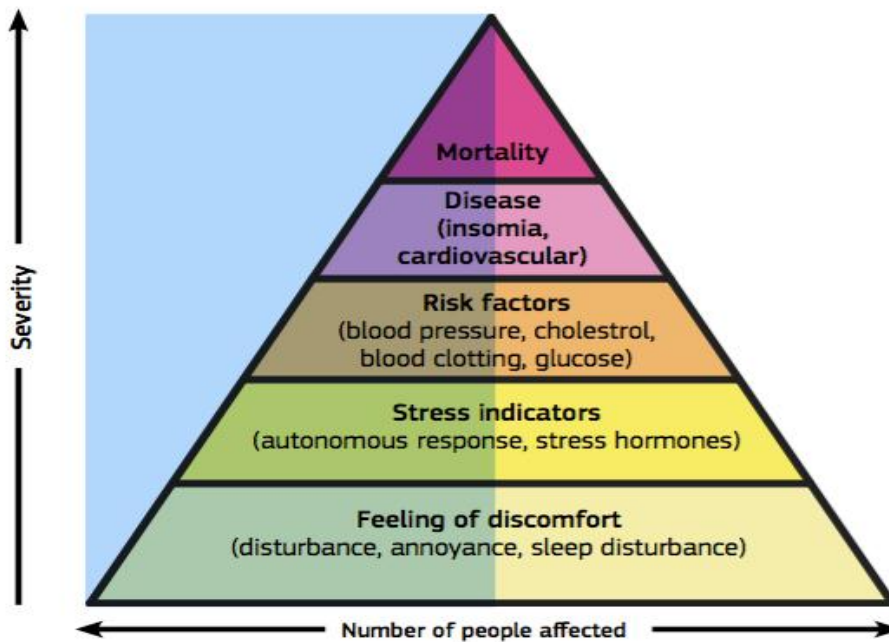 Mortality
Disease
(insomia,
cardiovascular)
Risk factors
(blood pressure, cholestrol,
blood clotting, glucose)
Stress indicators
(autonomous response, stress hormones)
Feeling of discomfort
(disturbance, annoyance, sleep disturbance)
Severity
Number of people affected